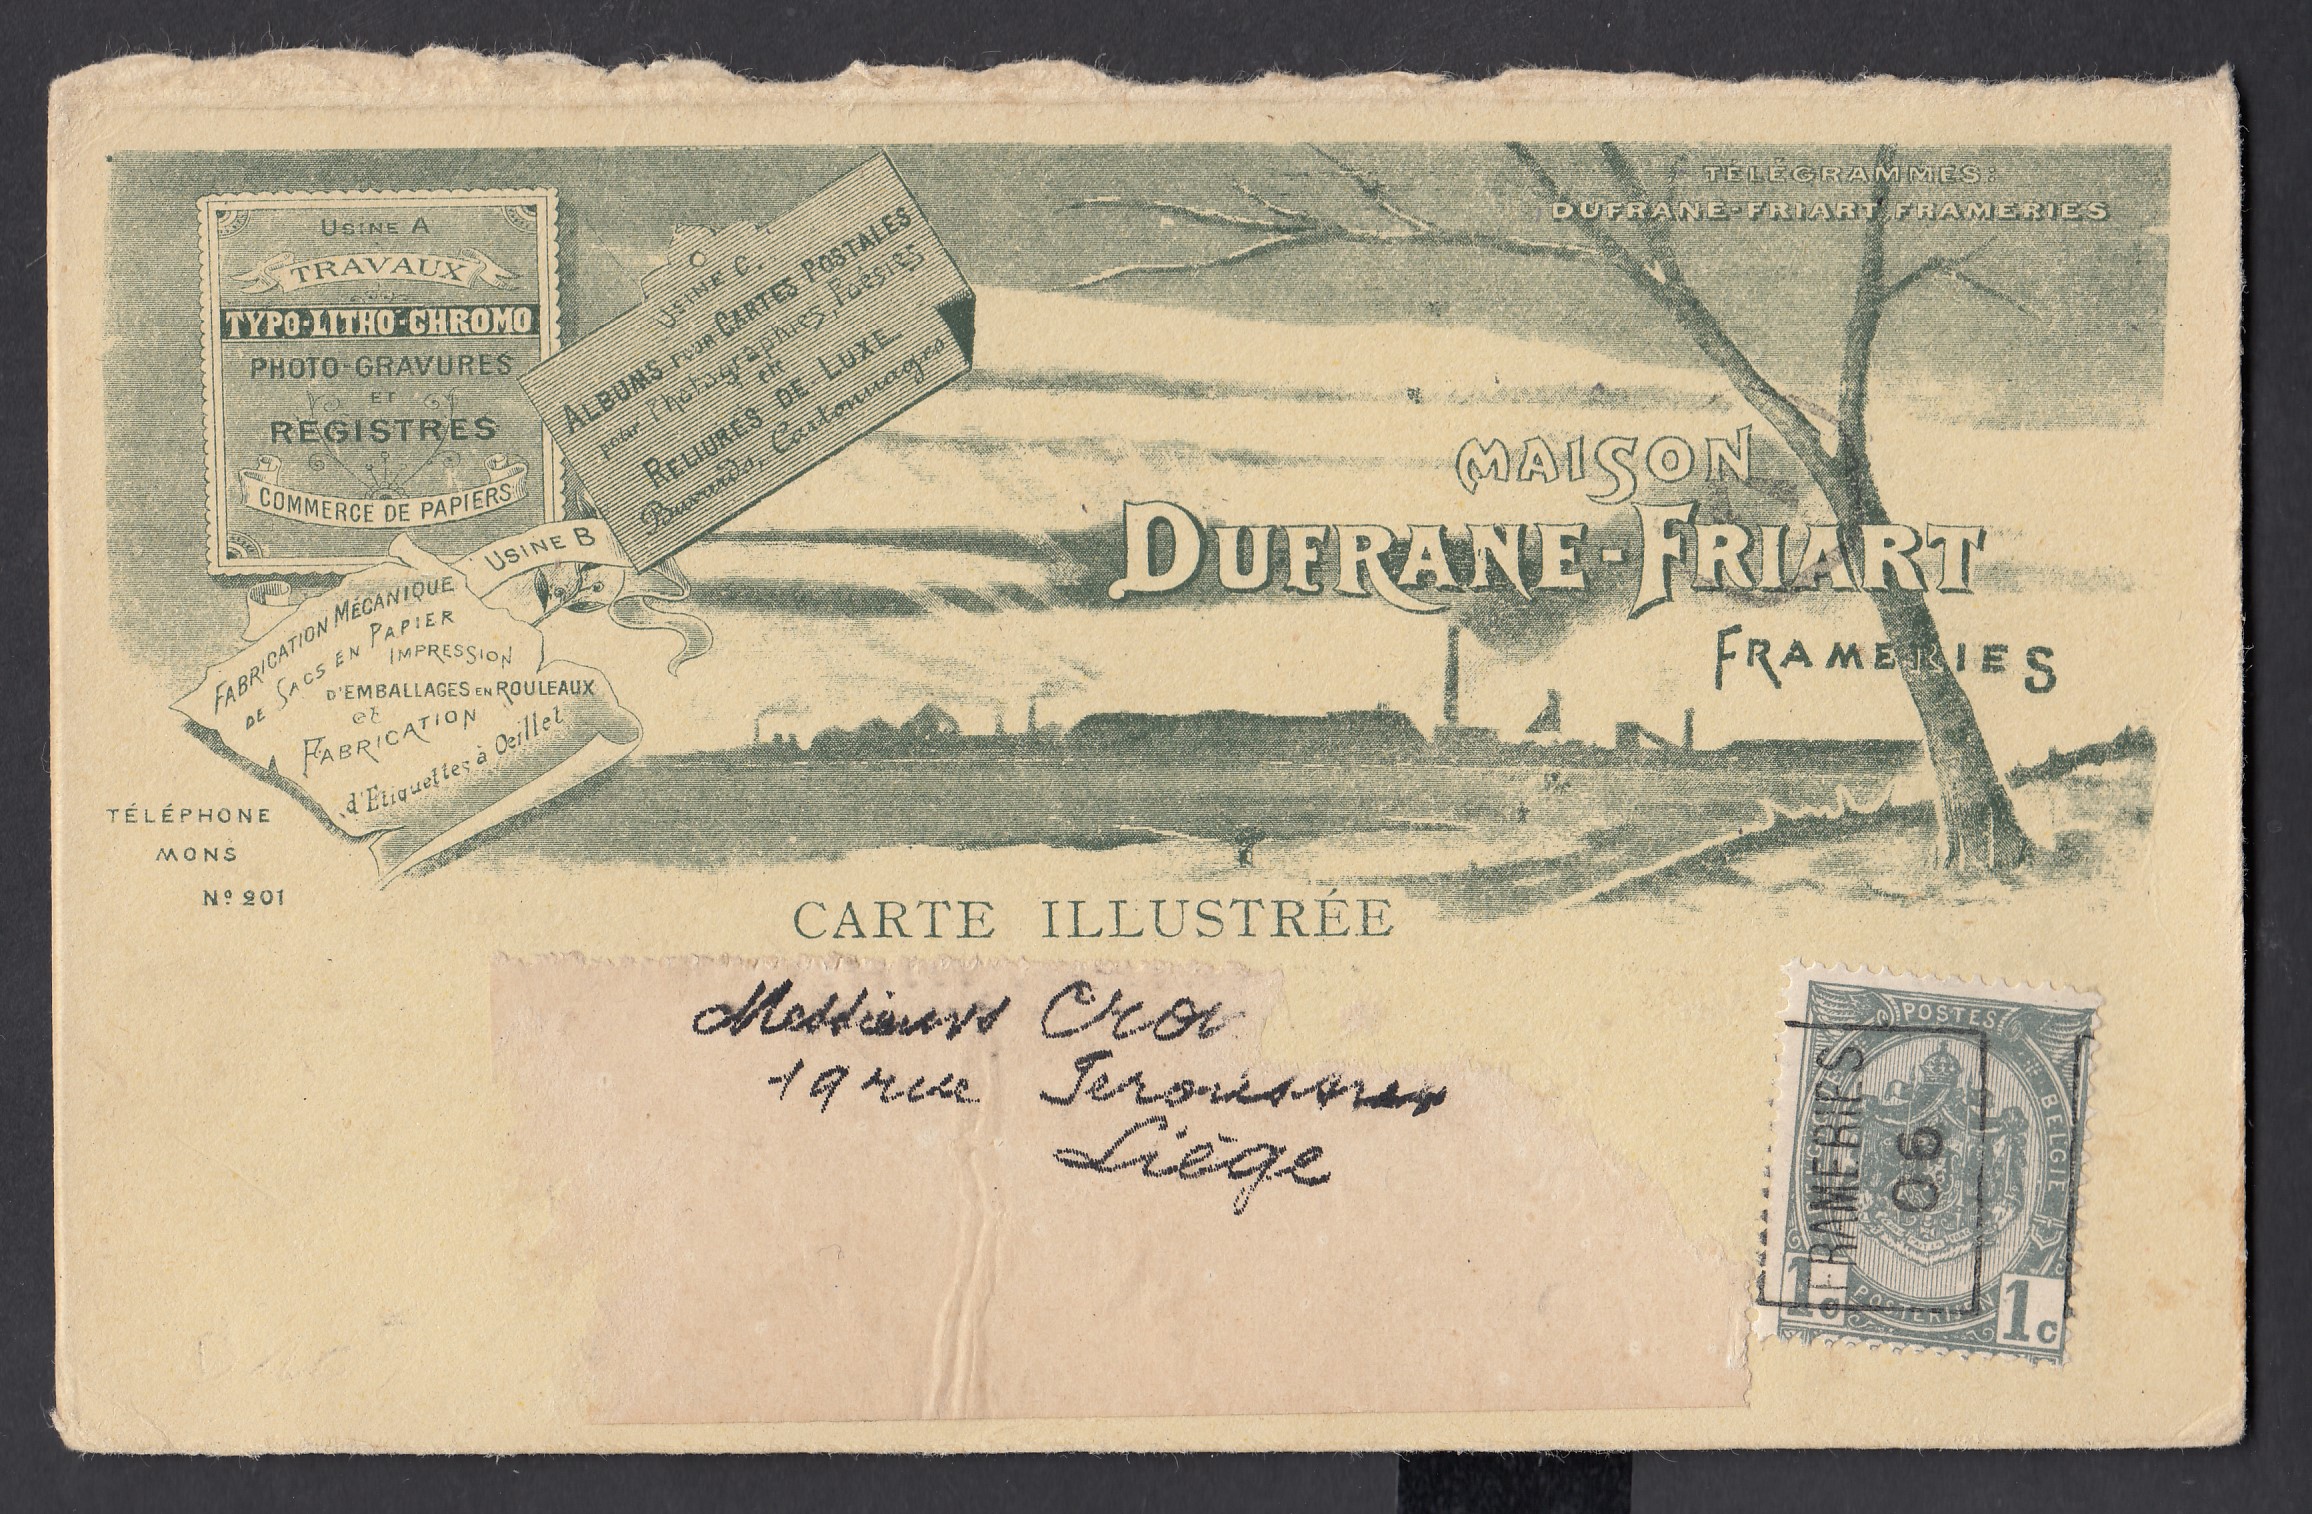 TÉLÉGRAMMES:
DUFRANE-FRIART, FRAMERIES
USINE A
TRAVAUX
TYPO-LITHO-CHROMO
PHOTO-GRAVURES
ET
REGISTRES
COMMERCE DE PAPIERS
USINE C
ALBUMS POUR CARTES POSTALES
pour Photographies, Poésies
etc
RELIURES DE LUXE
Buvards, Cartonnages
USINE B
FABRICATION MÉCANIQUE
DE SACS EN PAPIER
IMPRESSION
D'EMBALLAGES EN ROULEAUX
et
FABRICATION
d'Etiquettes à Oeillet
MAISON
DUFRANE-FRIART
FRAMERIES
TÉLÉPHONE
MONS
Nº 201
CARTE ILLUSTRÉE
Messieurs
19 rue
Liège
POSTES
BELGIE
POSTERIJEN
1c 1c
FRAMERIES
06